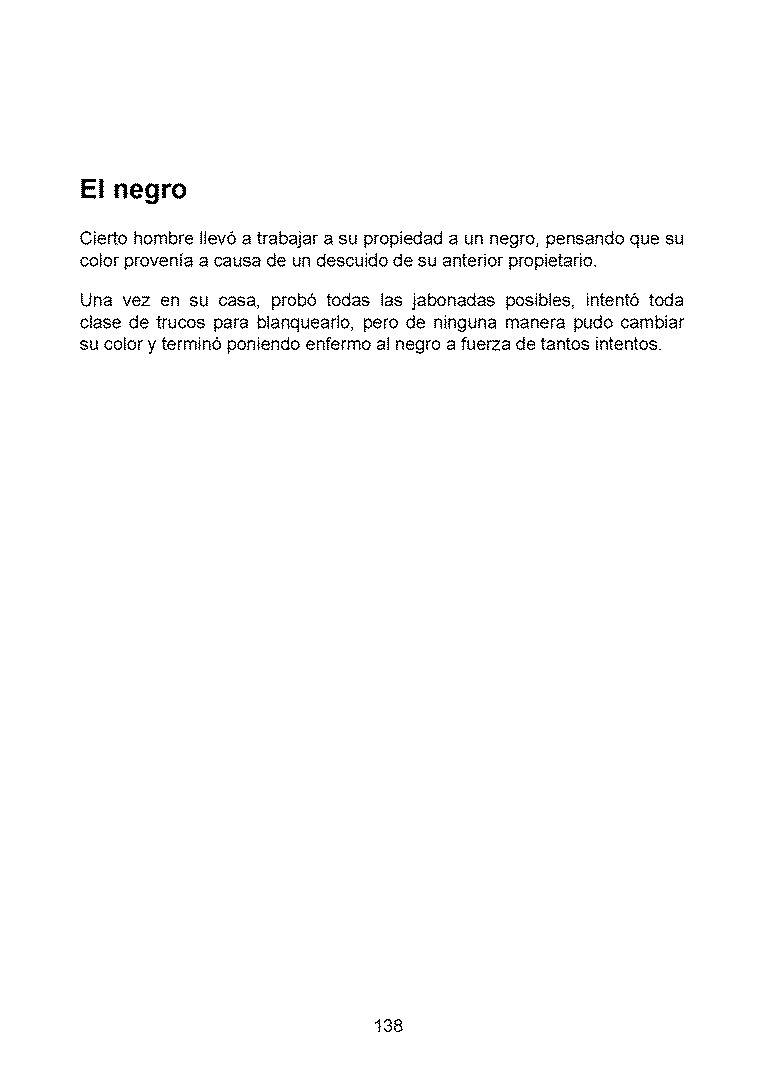 El negro
Cierto hombre llevó a trabajar a su propiedad a un negro, pensando que su
color provenía a causa de un descuido de su anterior propietario.
Una vez en su casa, probó todas las jabonadas posibles, intentó toda
clase de trucos para blanquearlo, pero de ninguna manera pudo cambiar
su color y terminó poniendo enfermo al negro a fuerza de tantos intentos.
138